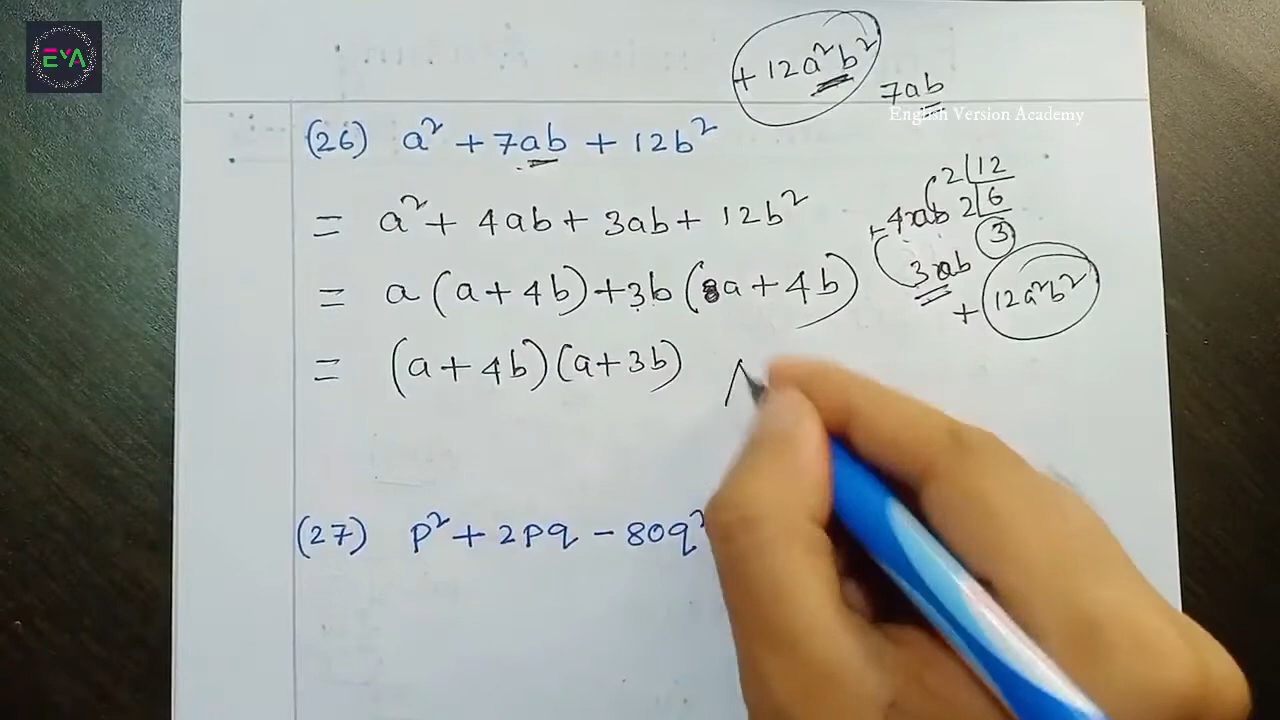 EYA
+ 12a²b²
7ab
English Version Academy
(26) a² + 7ab + 12b²
= a² + 4ab + 3ab + 12b²
= a (a + 4b) + 3b (a + 4b)
= (a + 4b) (a + 3b)
2 12
2 6
3
+ 4ab
3ab
+ 12a²b²
(27) p² + 2pq - 80q²